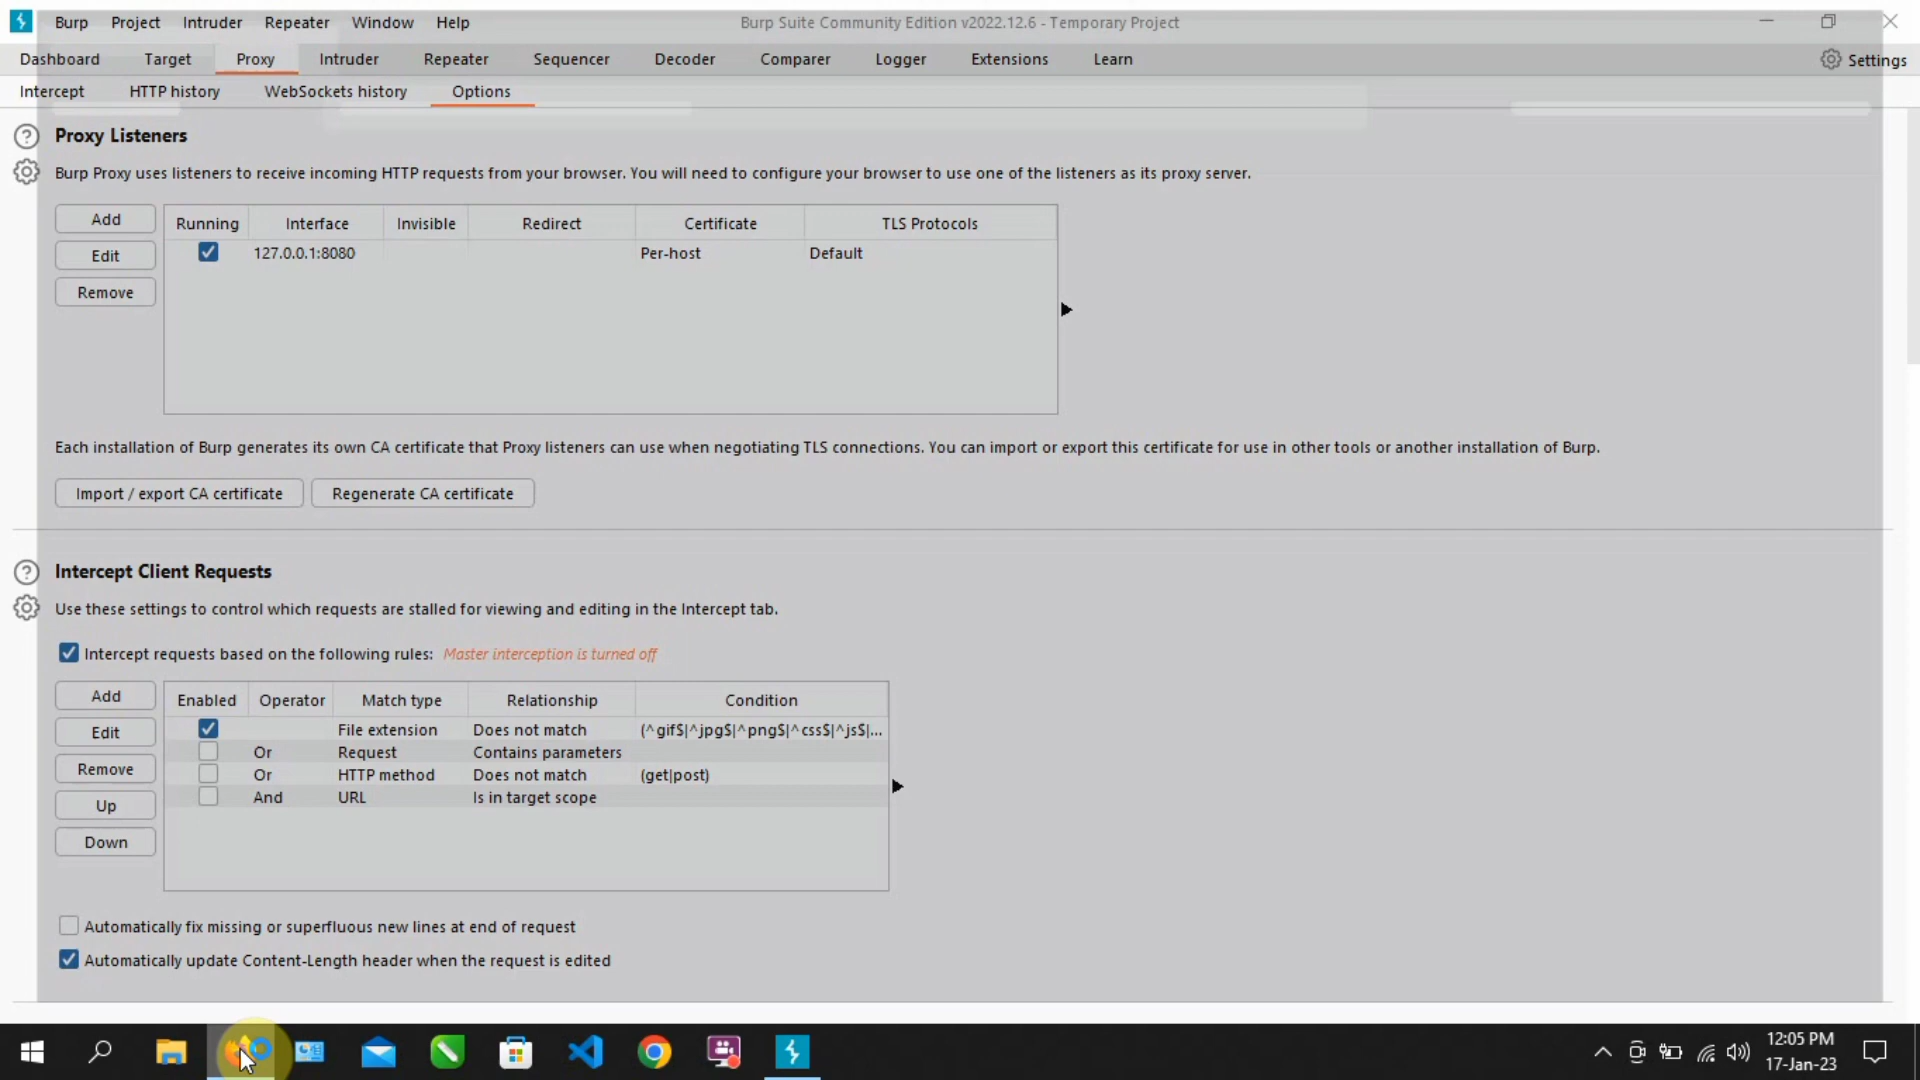 Burp Project Intruder Repeater Window Help Burp Suite Community Edition v2022.12.6 - Temporary Project
Dashboard Target Proxy Intruder Repeater Sequencer Decoder Comparer Logger Extensions Learn Settings
Intercept HTTP history WebSockets history Options
Proxy Listeners
Burp Proxy uses listeners to receive incoming HTTP requests from your browser. You will need to configure your browser to use one of the listeners as its proxy server.
Add Running Interface Invisible Redirect Certificate TLS Protocols
Edit 127.0.0.1:8080 Per-host Default
Remove
Each installation of Burp generates its own CA certificate that Proxy listeners can use when negotiating TLS connections. You can import or export this certificate for use in other tools or another installation of Burp.
Import / export CA certificate Regenerate CA certificate
Intercept Client Requests
Use these settings to control which requests are stalled for viewing and editing in the Intercept tab.
Intercept requests based on the following rules: Master interception is turned off
Add Enabled Operator Match type Relationship Condition
Edit File extension Does not match (^gif$|^jpg$|^png$|^css$|^js$|...
Or Request Contains parameters
Remove Or HTTP method Does not match (get|post)
Up And URL Is in target scope
Down
Automatically fix missing or superfluous new lines at end of request
Automatically update Content-Length header when the request is edited
12:05 PM
17-Jan-23